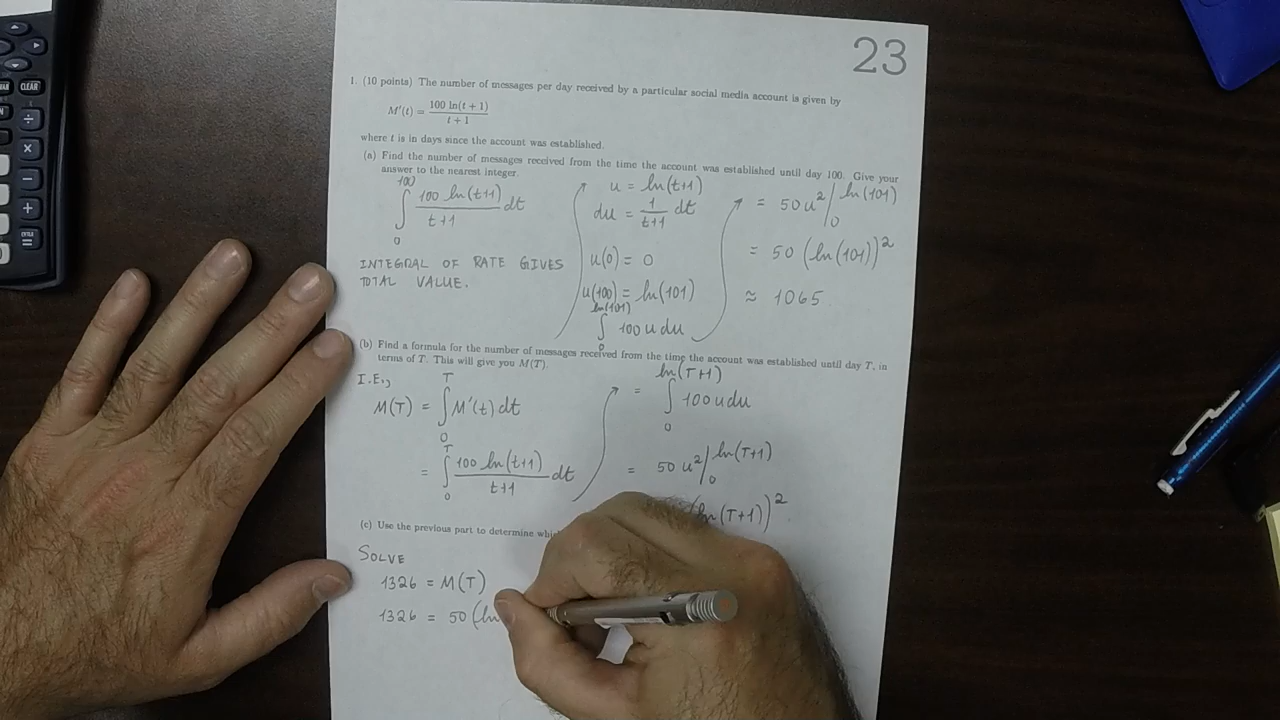 23
1. (10 points) The number of messages per day received by a particular social media account is given by
M'(t) = 100 ln(t + 1) / t + 1
where t is in days since the account was established.
(a) Find the number of messages received from the time the account was established until day 100. Give your
answer to the nearest integer.
∫₀¹⁰⁰ 100 ln(t+1) / t+1 dt
INTEGRAL OF RATE GIVES
TOTAL VALUE.
u = ln(t+1)
du = 1/t+1 dt
u(0) = 0
u(100) = ln(101)
∫₀^ln(101) 100 u du
= 50u² |₀^ln(101)
= 50 (ln(101))²
≈ 1065.
(b) Find a formula for the number of messages received from the time the account was established until day T, in
terms of T. This will give you M(T).
I.E.,
M(T) = ∫₀ᵀ M'(t) dt
= ∫₀ᵀ 100 ln(t+1) / t+1 dt
= ∫₀^ln(T+1) 100 u du
= 50 u² |₀^ln(T+1)
(ln(T+1))²
(c) Use the previous part to determine
SOLVE
1326 = M(T)
1326 = 50 (ln
CLEAR
÷
×
−
+
=